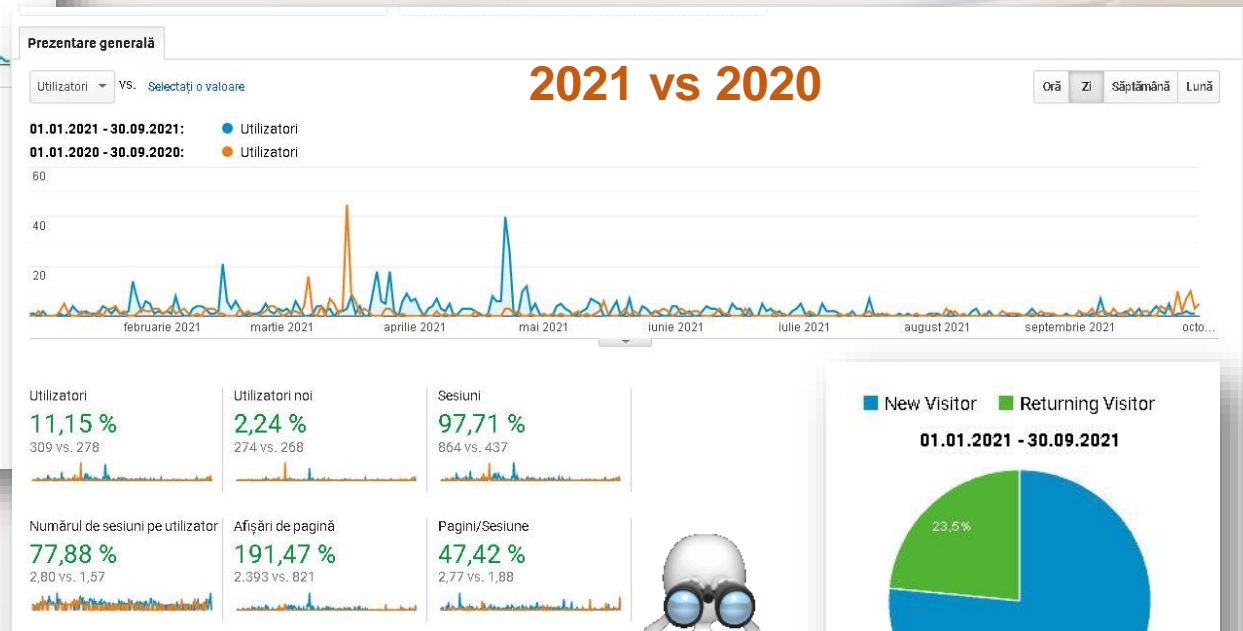 Prezentare generală
2021 vs 2020
Utilizatori VS. Selectați o valoare
Oră Zi Săptămână Lună
01.01.2021 - 30.09.2021: Utilizatori
01.01.2020 - 30.09.2020: Utilizatori
60
40
20
februarie 2021 martie 2021 aprilie 2021 mai 2021 iunie 2021 iulie 2021 august 2021 septembrie 2021 octo...
Utilizatori Utilizatori noi Sesiuni
11,15 % 2,24 % 97,71 %
309 vs. 278 274 vs. 268 864 vs. 437
Numărul de sesiuni pe utilizator Afișări de pagină Pagini/Sesiune
77,88 % 191,47 % 47,42 %
2,80 vs. 1,57 2.393 vs. 821 2,77 vs. 1,88
New Visitor Returning Visitor
01.01.2021 - 30.09.2021
23,5%